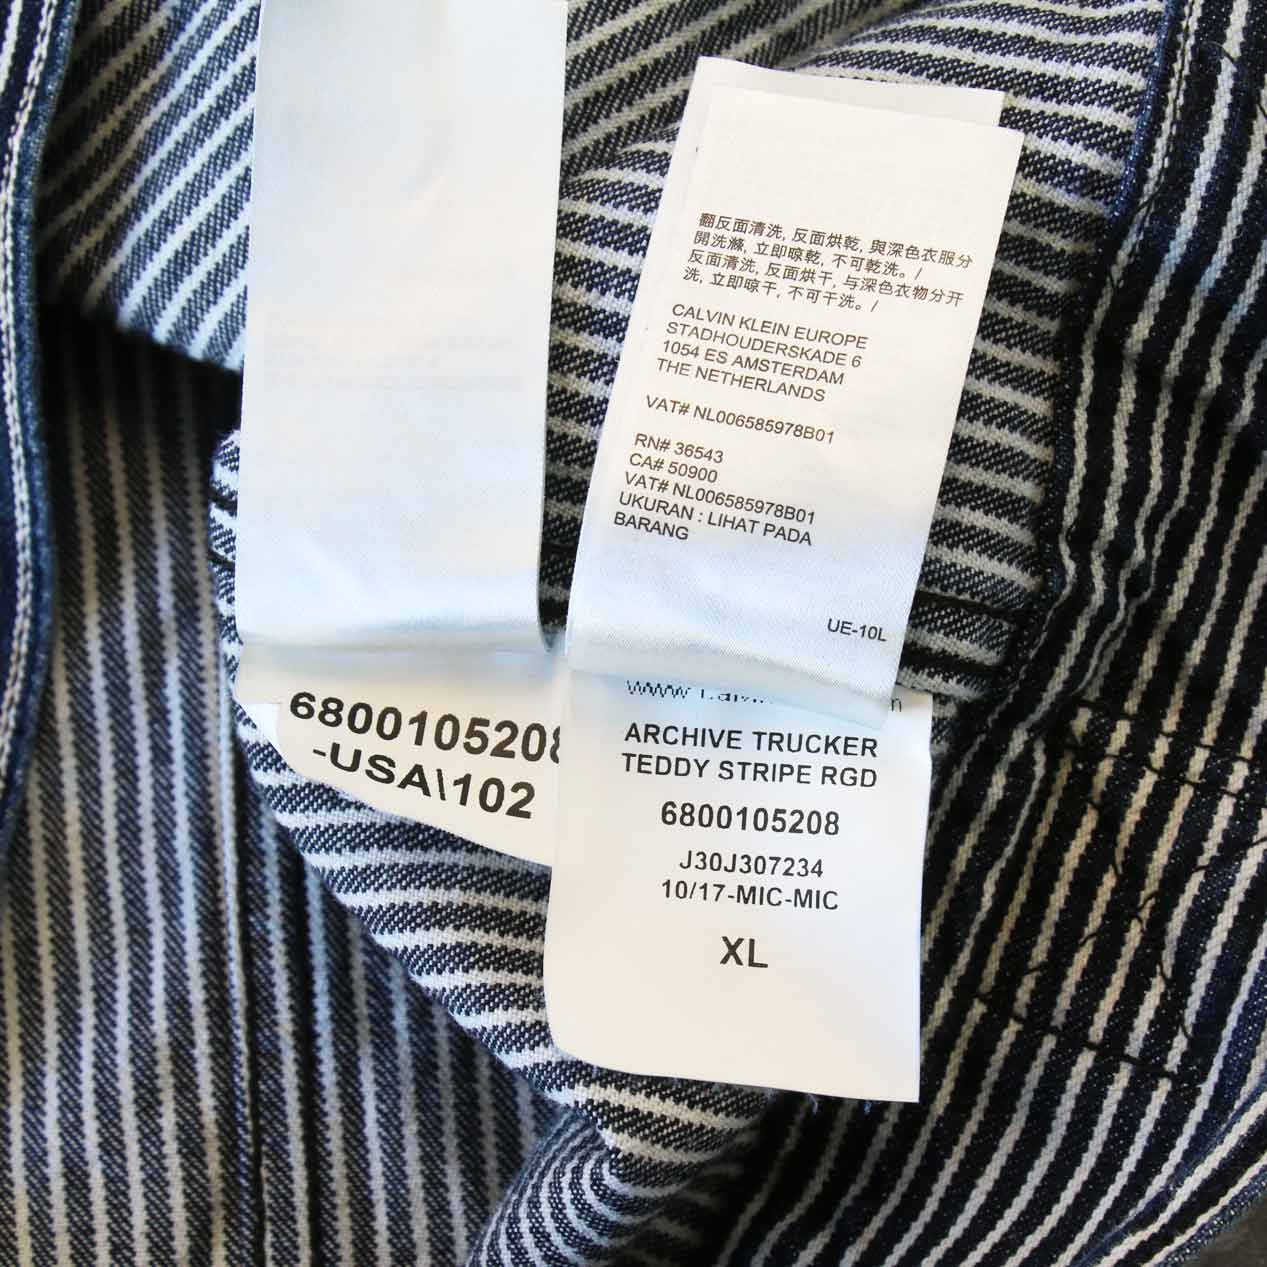 翻反面清洗, 反面烘乾, 與深色衣服分
開洗滌, 立即晾乾, 不可乾洗。/
反面清洗, 反面烘干, 与深色衣物分开
洗, 立即晾干, 不可干洗。/
CALVIN KLEIN EUROPE
STADHOUDERSKADE 6
1054 ES AMSTERDAM
THE NETHERLANDS
VAT# NL006585978B01
RN# 36543
CA# 50900
VAT# NL006585978B01
UKURAN : LIHAT PADA
BARANG
UE-10L
6800105208
-USA\102
ARCHIVE TRUCKER
TEDDY STRIPE RGD
6800105208
J30J307234
10/17-MIC-MIC
XL